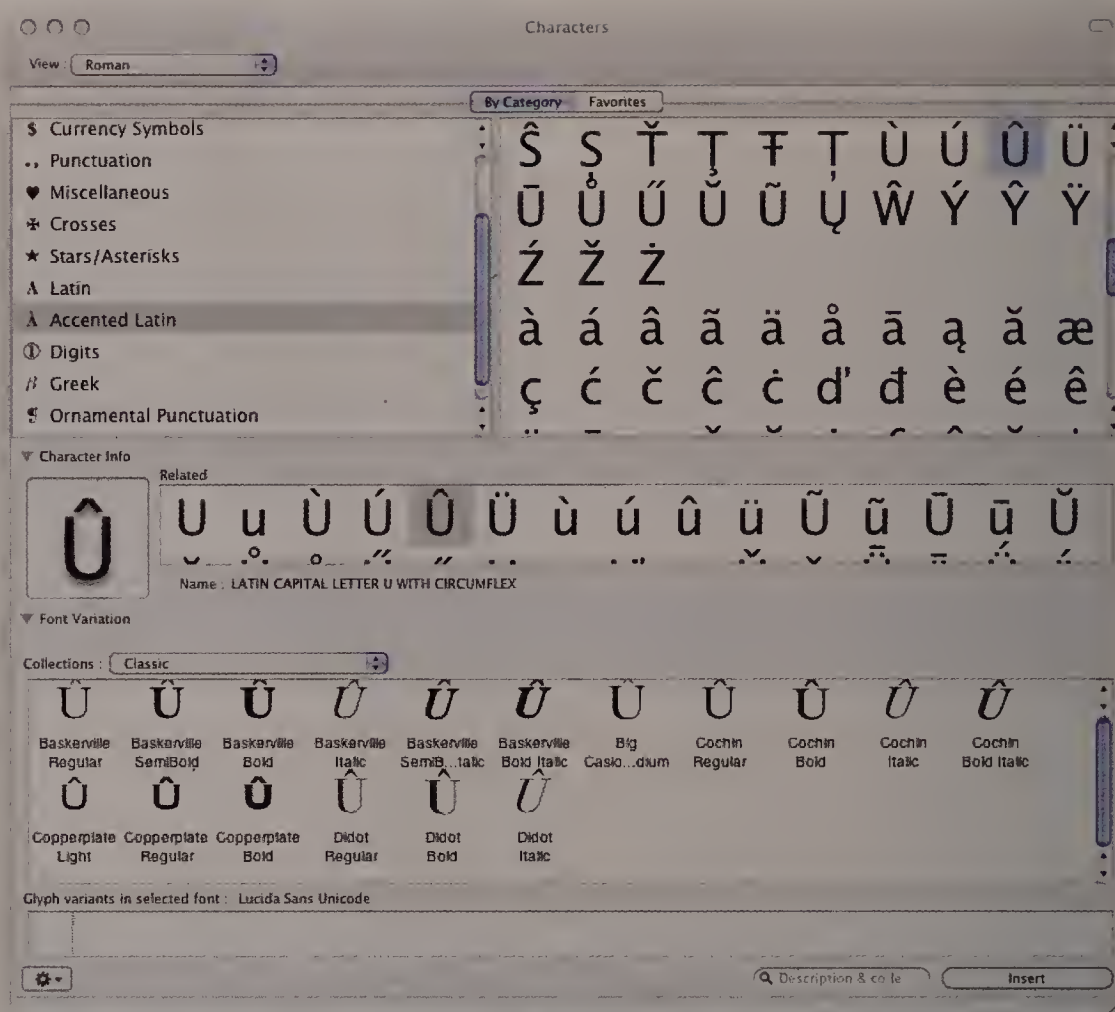 Characters
View : Roman
By Category Favorites
$ Currency Symbols
., Punctuation
♥ Miscellaneous
✠ Crosses
★ Stars/Asterisks
A Latin
À Accented Latin
① Digits
β Greek
¶ Ornamental Punctuation
Ŝ Ș Ť Ţ Ŧ Ț Ù Ú Û Ü
Ū Ů Ű Ŭ Ũ Ų Ŵ Ý Ŷ Ÿ
Ź Ž Ż
à á â ã ä å ā ą ă æ
ç ć č ĉ ċ ď đ è é ê
Character Info
Related
Û
U u Ù Ú Û Ü ù ú û ü Ũ ũ Ū ū Ŭ
Name : LATIN CAPITAL LETTER U WITH CIRCUMFLEX
Font Variation
Collections : Classic
Û Û Û Û Û Û Û Û Û Û Û
Baskerville Baskerville Baskerville Baskerville Baskerville Baskerville Big Cochin Cochin Cochin Cochin
Regular SemiBold Bold Italic SemiB...talic Bold Italic Caslo...dium Regular Bold Italic Bold Italic
Û Û Û Û Û Û
Copperplate Copperplate Copperplate Didot Didot Didot
Light Regular Bold Regular Bold Italic
Glyph variants in selected font : Lucida Sans Unicode
Description & code
Insert